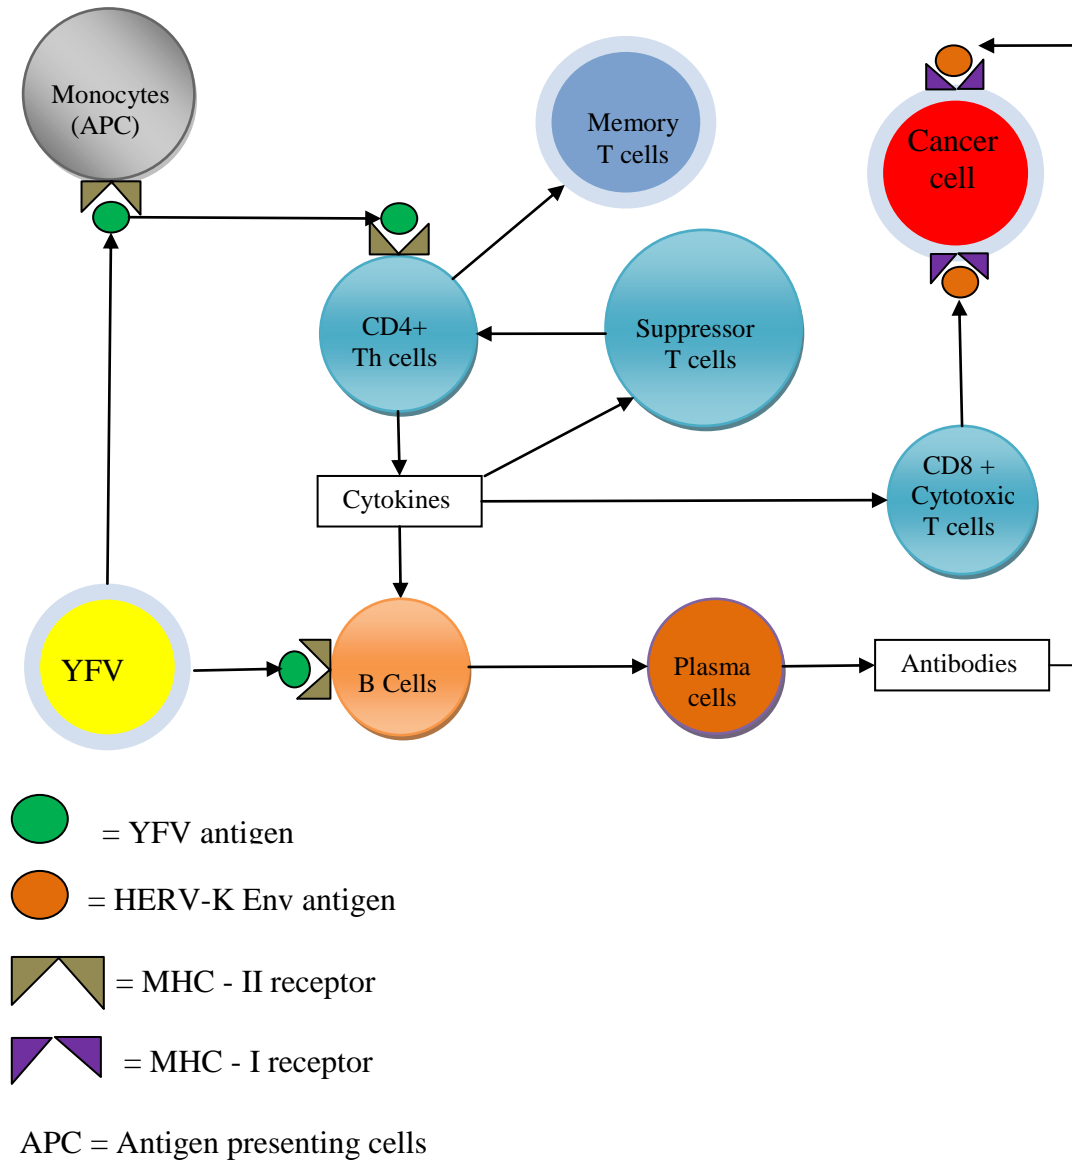 Monocytes
(APC)
Memory
T cells
Cancer
cell
CD4+
Th cells
Suppressor
T cells
Cytokines
CD8 +
Cytotoxic
T cells
YFV
B Cells
Plasma
cells
Antibodies
= YFV antigen
= HERV-K Env antigen
= MHC - II receptor
= MHC - I receptor
APC = Antigen presenting cells